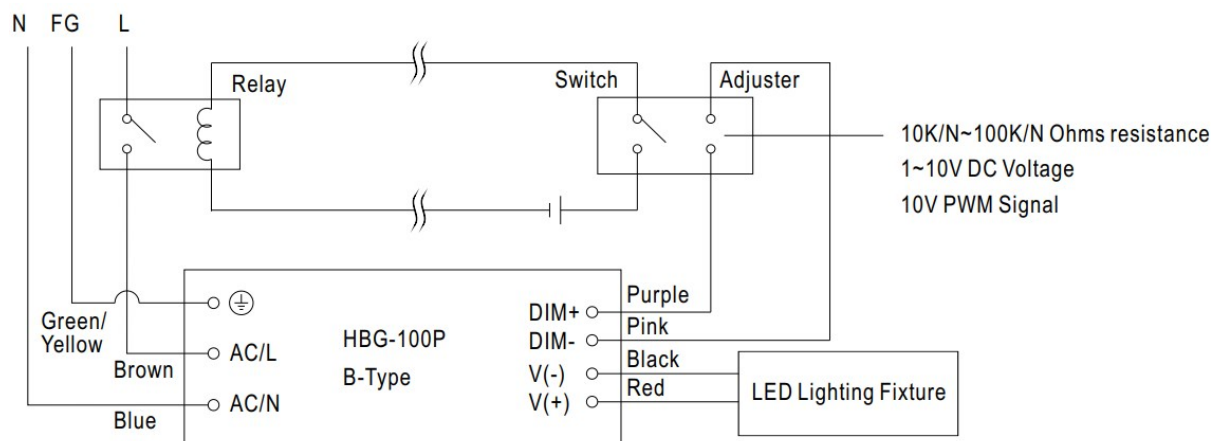 N FG L
Relay
Switch
Adjuster
10K/N~100K/N Ohms resistance
1~10V DC Voltage
10V PWM Signal
Green/
Yellow
Brown
Blue
AC/L
AC/N
HBG-100P
B-Type
DIM+
DIM-
V(-)
V(+)
Purple
Pink
Black
Red
LED Lighting Fixture